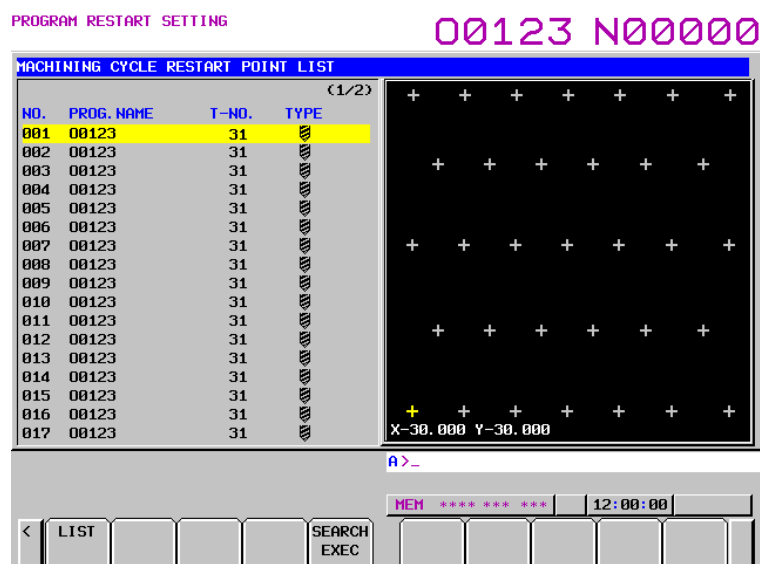 PROGRAM RESTART SETTING
O0123 N00000
MACHINING CYCLE RESTART POINT LIST
(1/2)
NO. PROG.NAME T-NO. TYPE
001 O0123 31
002 O0123 31
003 O0123 31
004 O0123 31
005 O0123 31
006 O0123 31
007 O0123 31
008 O0123 31
009 O0123 31
010 O0123 31
011 O0123 31
012 O0123 31
013 O0123 31
014 O0123 31
015 O0123 31
016 O0123 31
017 O0123 31
X-30.000 Y-30.000
A>_
MEM **** *** *** 12:00:00
< LIST
SEARCH
EXEC